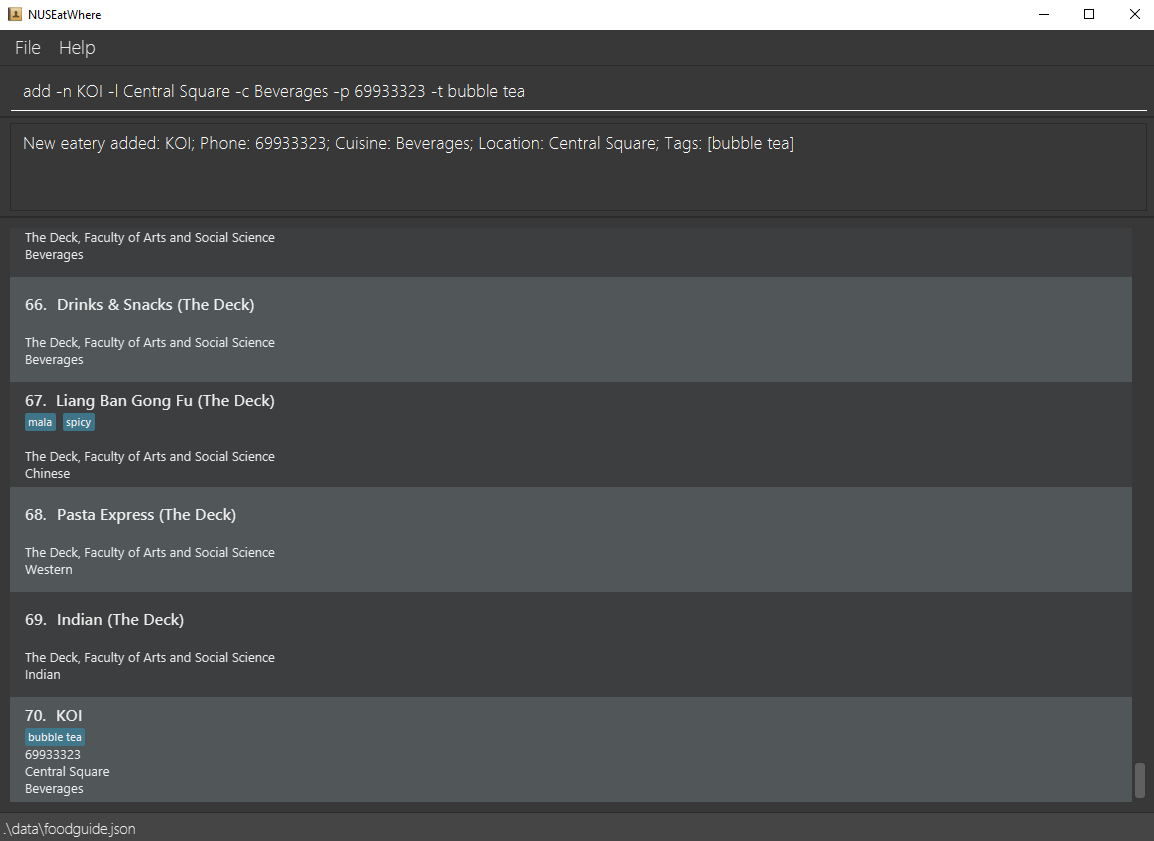 NUSEatWhere
File Help
add -n KOI -l Central Square -c Beverages -p 69933323 -t bubble tea
New eatery added: KOI; Phone: 69933323; Cuisine: Beverages; Location: Central Square; Tags: [bubble tea]
The Deck, Faculty of Arts and Social Science
Beverages
66. Drinks & Snacks (The Deck)
The Deck, Faculty of Arts and Social Science
Beverages
67. Liang Ban Gong Fu (The Deck)
mala spicy
The Deck, Faculty of Arts and Social Science
Chinese
68. Pasta Express (The Deck)
The Deck, Faculty of Arts and Social Science
Western
69. Indian (The Deck)
The Deck, Faculty of Arts and Social Science
Indian
70. KOI
bubble tea
69933323
Central Square
Beverages
.\data\foodguide.json